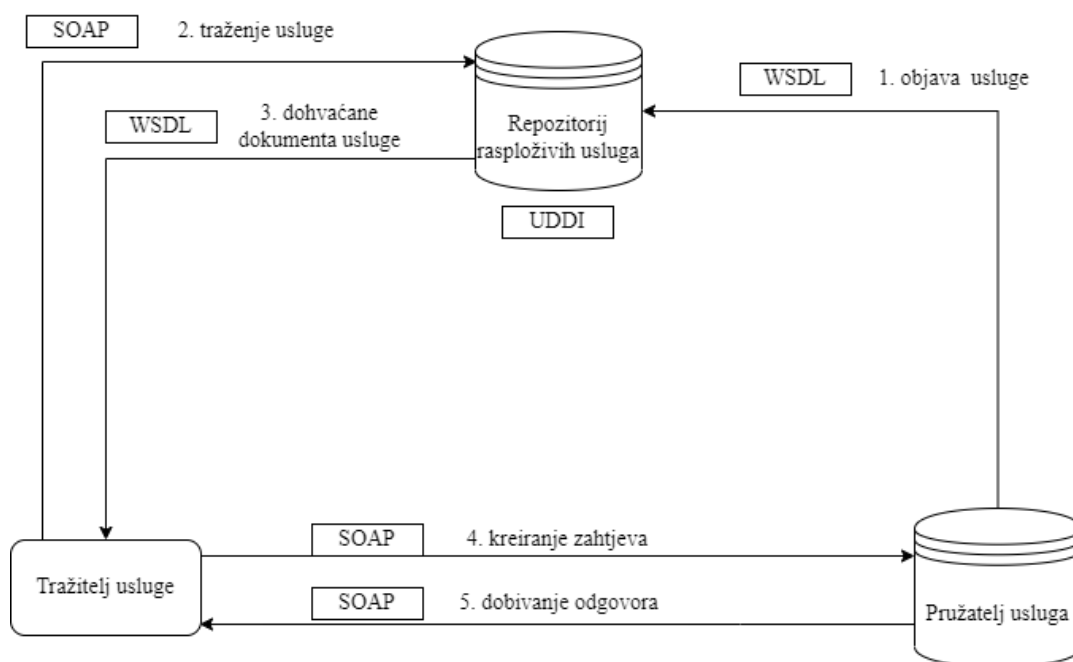 SOAP
2. traženje usluge
WSDL
1. objava usluge
WSDL
3. dohvaćane
dokumenta usluge
Repozitorij
rasploživih usluga
UDDI
SOAP
4. kreiranje zahtjeva
Tražitelj usluge
SOAP
5. dobivanje odgovora
Pružatelj usluga